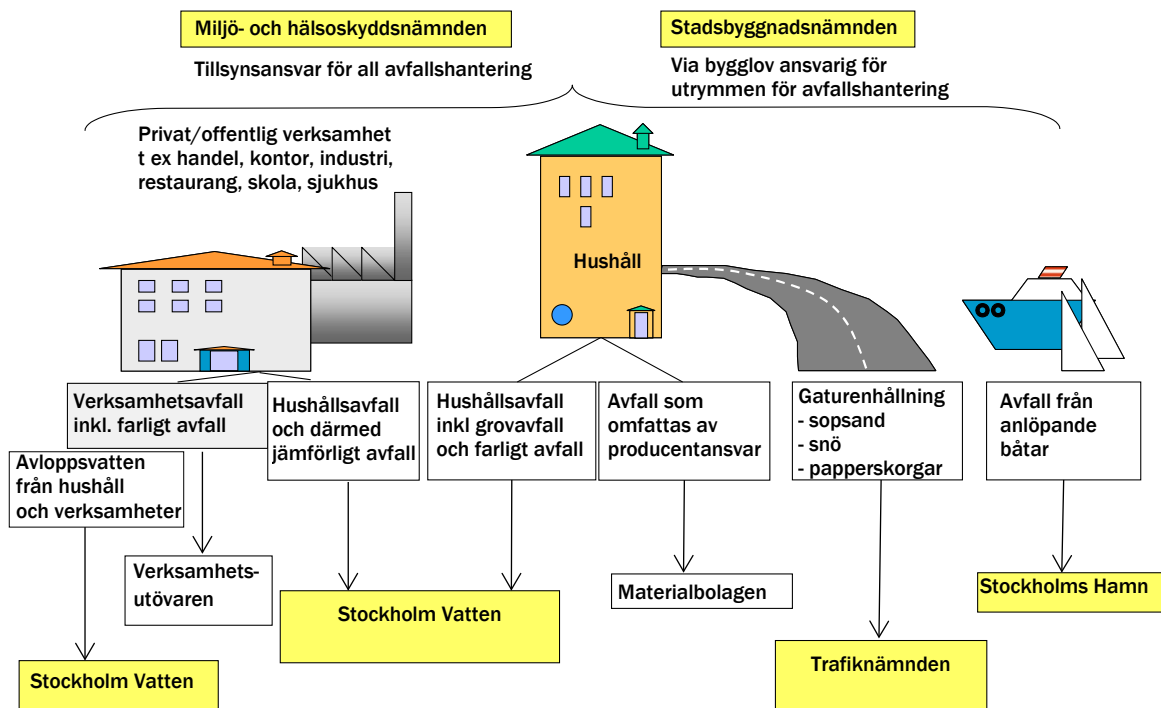 Miljö- och hälsoskyddsnämnden
Tillsynsansvar för all avfallshantering
Stadsbyggnadsnämnden
Via bygglov ansvarig för
utrymmen för avfallshantering
Privat/offentlig verksamhet
t ex handel, kontor, industri,
restaurang, skola, sjukhus
Hushåll
Verksamhetsavfall
inkl. farligt avfall
Hushållsavfall
och därmed
jämförligt avfall
Hushållsavfall
inkl grovavfall
och farligt avfall
Avfall som
omfattas av
producentansvar
Gaturenhållning
- sopsand
- snö
- papperskorgar
Avfall från
anlöpande
båtar
Avloppsvatten
från hushåll
och verksamheter
Verksamhets-
utövaren
Stockholm Vatten
Materialbolagen
Stockholms Hamn
Stockholm Vatten
Trafiknämnden